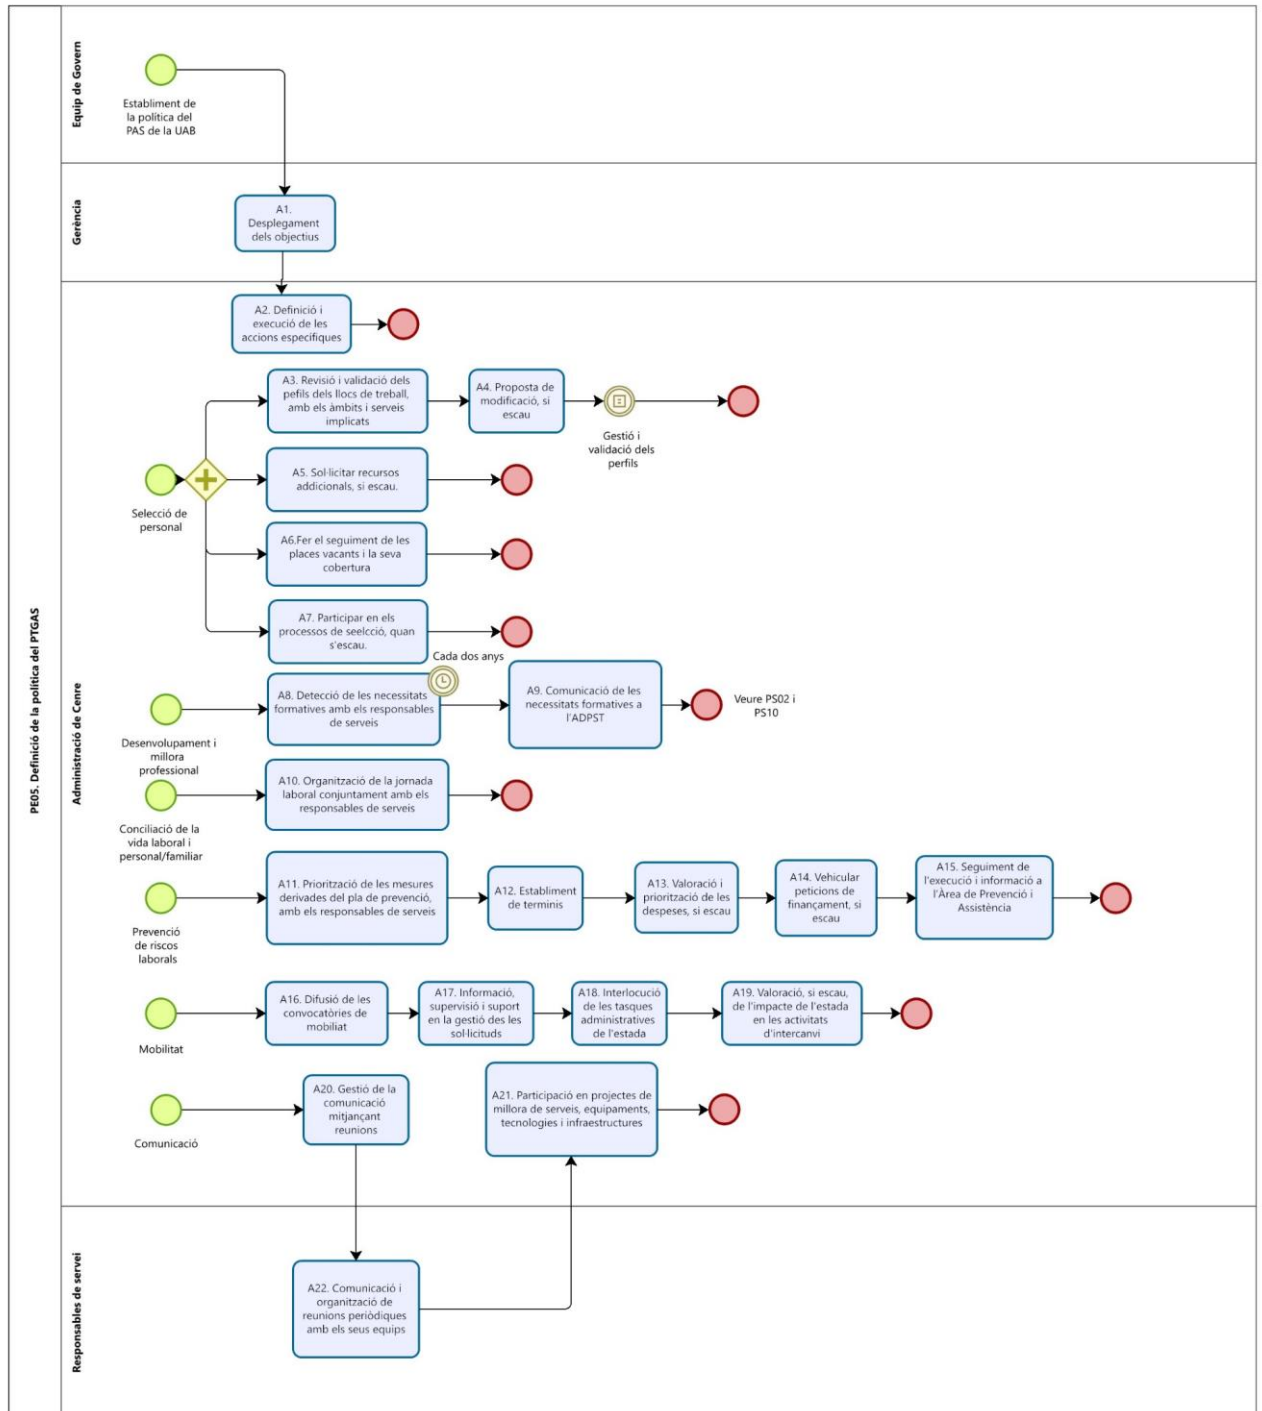 PE05. Definició de la política del PTGAS
Equip de Govern
Establiment de
la política del
PAS de la UAB
Gerència
A1.
Desplegament
dels objectius
Administració de Cenre
A2. Definició i
execució de les
accions específiques
A3. Revisió i validació dels
pefils dels llocs de treball,
amb els àmbits i serveis
implicats
A4. Proposta de
modificació, si
escau
Gestió i
validació dels
perfils
Selecció de
personal
A5. Sol·licitar recursos
addicionals, si escau.
A6.Fer el seguiment de les
places vacants i la seva
cobertura
A7. Participar en els
processos de seelcció, quan
s'escau.
Cada dos anys
Desenvolupament i
millora
professional
A8. Detecció de les necessitats
formatives amb els responsables
de serveis
A9. Comunicació de les
necessitats formatives a
l'ADPST
Veure PS02 i
PS10
Conciliació de la
vida laboral i
personal/familiar
A10. Organització de la jornada
laboral conjuntament amb els
responsables de serveis
Prevenció
de riscos
laborals
A11. Priorització de les mesures
derivades del pla de prevenció,
amb els responsables de serveis
A12. Establiment
de terminis
A13. Valoració i
priorització de les
despeses, si escau
A14. Vehicular
peticions de
finançament, si
escau
A15. Seguiment de
l'execució i informació a
l'Àrea de Prevenció i
Assistència
Mobilitat
A16. Difusió de les
convocatòries de
mobiliat
A17. Informació,
supervisió i suport
en la gestió des les
sol·licituds
A18. Interlocució
de les tasques
administratives
de l'estada
A19. Valoració, si escau,
de l'impacte de l'estada
en les activitats
d'intercanvi
Comunicació
A20. Gestió de la
comunicació
mitjançant
reunions
A21. Participació en projectes de
millora de serveis, equipaments,
tecnologies i infraestructures
Responsables de servei
A22. Comunicació i
organització de
reunions periòdiques
amb els seus equips